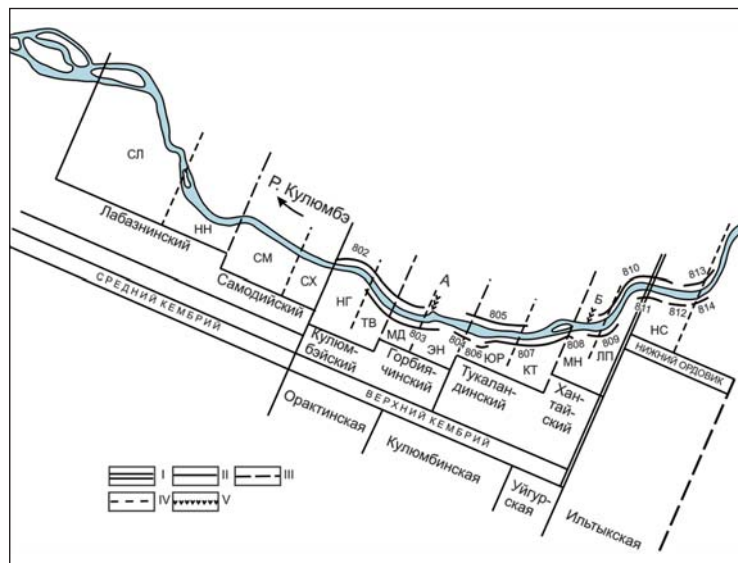 СЛ
Лабазнинский
НН
Р. Кулюмбэ
СМ
Самодийский
СХ
802
НГ
ТВ
Кулюм-
бэйский
А
МД
803
ЭН
Горбия-
чинский
804
805
806
ЮР
807
КТ
Тукалан-
динский
Б
808
МН
809
ЛП
Хан-
тай-
ский
810
811
812
813
814
НС
НИЖНИЙ ОРДОВИК
СРЕДНИЙ КЕМБРИЙ
ВЕРХНИЙ КЕМБРИЙ
Орактинская
Кулюмбинская
Уйгур-
ская
Ильтыкская
I
II
III
IV
V